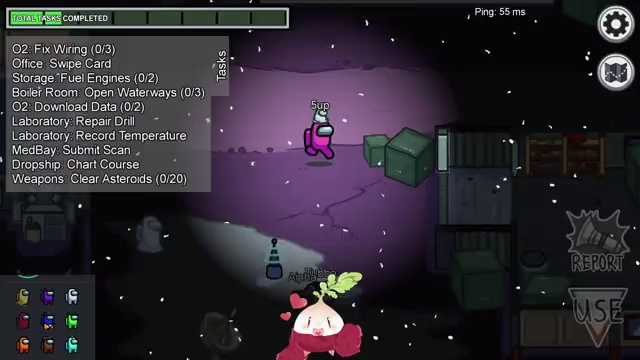 TOTAL TASKS COMPLETED
Ping: 55 ms
O2: Fix Wiring (0/3)
Office: Swipe Card
Storage: Fuel Engines (0/2)
Boiler Room: Open Waterways (0/3)
O2: Download Data (0/2)
Laboratory: Repair Drill
Laboratory: Record Temperature
MedBay: Submit Scan
Dropship: Chart Course
Weapons: Clear Asteroids (0/20)
Tasks
5up
REPORT
USE